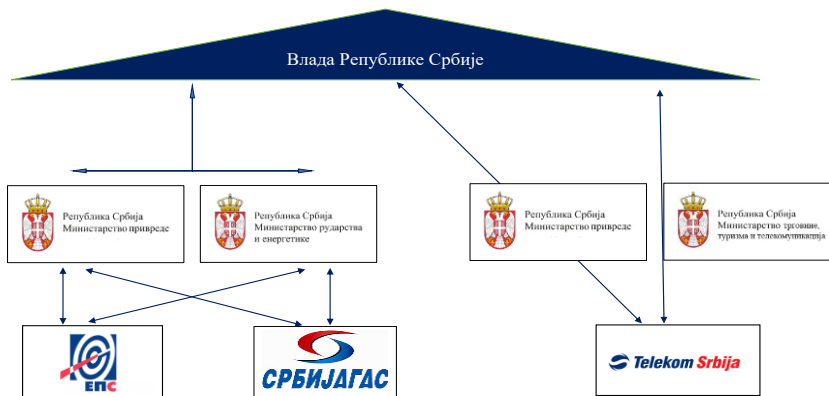 Влада Републике Србије
Република Србија
Министарство привреде
Република Србија
Министарство рударства
и енергетике
Република Србија
Министарство привреде
Република Србија
Министарство трговине,
туризма и телекомуникација
ЕПС
СРБИЈАГАС
Telekom Srbija